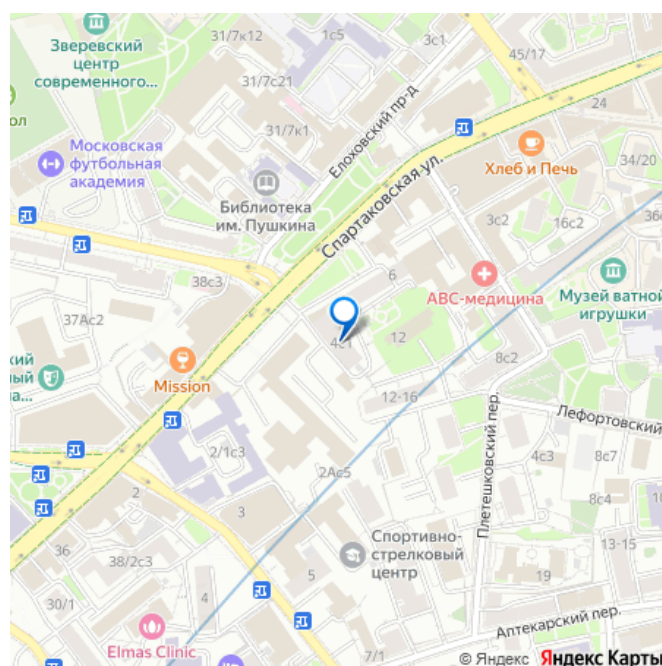 Зверевский
центр
современного...
31/7к12
1с5
3с1
45/17
31/7с21
24
Московская
футбольная
академия
31/7к1
Елоховский пр-д
Хлеб и Печь
34/20
Библиотека
им. Пушкина
Спартаковская ул.
3с2
16с2
38с3
6
АВС-медицина
Музей ватной
игрушки
37Ас2
4с1
12
8с2
Mission
12-16
Лефортовский
2/1с3
2Ас5
Плетешковский пер.
4с3
8с7
8с4
2
3
13-15
36
38/2с3
Спортивно-
стрелковый
центр
5
19
30/1
4
Аптекарский пер.
Elmas Clinic
7/1
© Яндекс Яндекс Карты